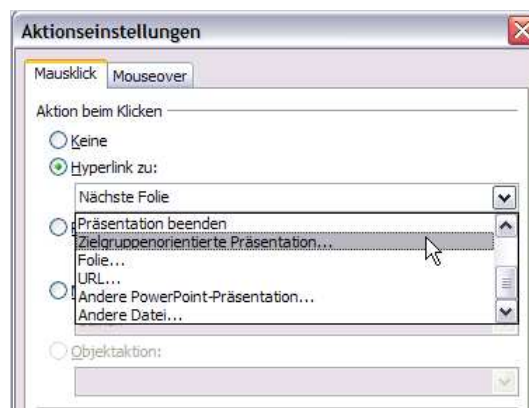 Aktionseinstellungen
Mausklick Mouseover
Aktion beim Klicken
Keine
Hyperlink zu:
Nächste Folie
Präsentation beenden
Zielgruppenorientierte Präsentation...
Folie...
URL...
Andere PowerPoint-Präsentation...
Andere Datei...
Objektaktion: